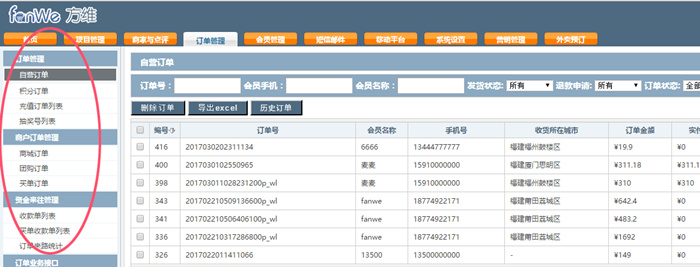 fanWe 方维
首页 项目管理 商家与点评 订单管理 会员管理 短信邮件 移动平台 系统设置 营销管理 外卖预订
订单管理
自营订单
积分订单
充值订单列表
抽奖号列表
商户订单管理
商城订单
团购订单
买单订单
资金来往管理
收款单列表
买单收款单列表
订单来路统计
订单业务接口
自营订单
订单号： 会员手机： 会员名称： 发货状态： 所有 退款申请： 所有 订单状态： 全部
删除订单 导出excel 历史订单
编号 订单号 会员名称 手机号 收货所在城市 订单金额 实付
416 2017030202311134 6666 13444777777 福建福州鼓楼区 ¥19.9 ¥0
400 2017030102550965 麦麦 15910000000 福建厦门思明区 ¥311.18 ¥311.1
398 2017030110282312​00p_wl 麦麦 15910000000 福建福州鼓楼区 ¥310 ¥310
343 2017022105091366​00p_wl fanwe 18774922171 福建莆田荔城区 ¥642.4 ¥0
341 2017022105064061​00p_wl fanwe 18774922171 福建莆田荔城区 ¥483.2 ¥0
336 2017022103172868​00p_wl fanwe 18774922171 福建莆田荔城区 ¥1692 ¥0
326 2017022011411066 13500 13500000000 - ¥149 ¥0